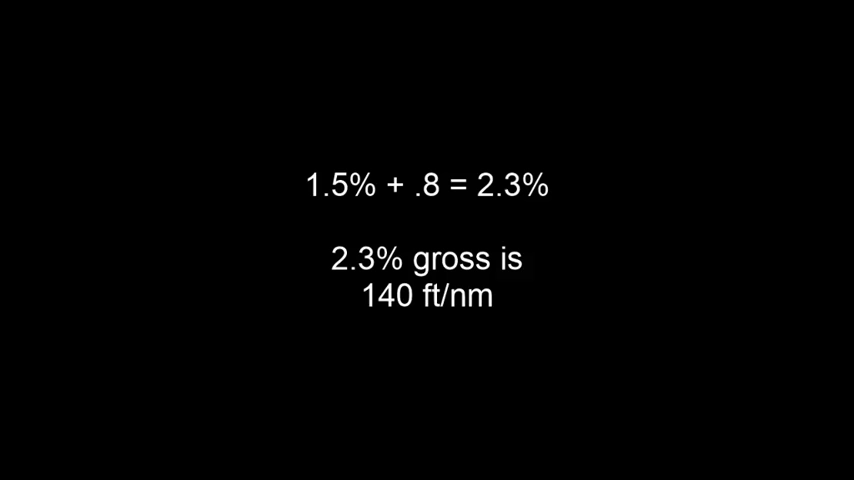 1.5% + .8 = 2.3%
2.3% gross is
140 ft/nm